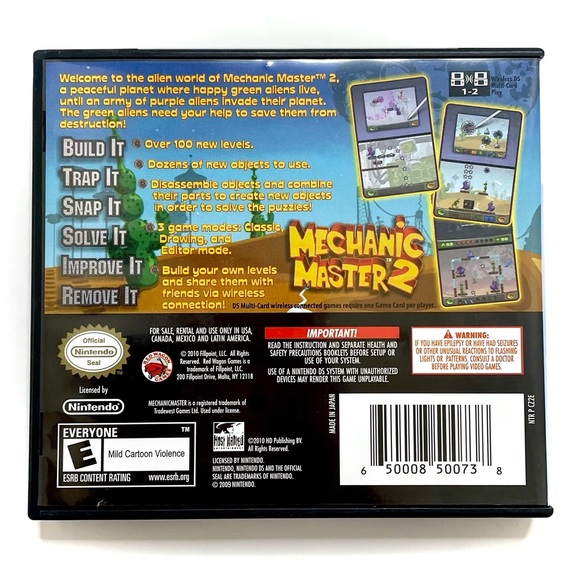 Welcome to the alien world of Mechanic Master™ 2,
a peaceful planet where happy green aliens live,
until an army of purple aliens invade their planet.
The green aliens need your help to save them from
destruction!
1-2
Wireless DS
Multi-Card
Play
BUILD IT
TRAP IT
SNAP IT
SOLVE IT
IMPROVE IT
REMOVE IT
Over 100 new levels.
Dozens of new objects to use.
Disassemble objects and combine
their parts to create new objects
in order to solve the puzzles!
3 game modes: Classic,
Drawing, and
Editor mode.
Build your own levels
and share them with
friends via wireless
connection!
MECHANIC
MASTER 2
DS Multi-Card wireless connected games require one Game Card per player.
Official
Nintendo
Seal
Licensed by
Nintendo
FOR SALE, RENTAL AND USE ONLY IN USA,
CANADA, MEXICO AND LATIN AMERICA.
RED WAGON
GAMES
© 2010 Fillpoint, LLC. All Rights
Reserved. Red Wagon Games is a
trademark of Fillpoint, LLC.
200 Fillpoint Drive, Malta, NY 12118
MECHANICMASTER is a registered trademark of
Tradewest Games Ltd. Used under license.
©2010 HD Publishing BV.
All Rights Reserved.
LICENSED BY NINTENDO.
NINTENDO, NINTENDO DS AND THE OFFICIAL
SEAL ARE TRADEMARKS OF NINTENDO.
© 2009 NINTENDO.
EVERYONE
™
E
Mild Cartoon Violence
ESRB CONTENT RATING
www.esrb.org
IMPORTANT!
READ THE INSTRUCTION AND SEPARATE HEALTH AND
SAFETY PRECAUTIONS BOOKLETS BEFORE SETUP OR
USE OF YOUR SYSTEM.
USE OF A NINTENDO DS SYSTEM WITH UNAUTHORIZED
DEVICES MAY RENDER THIS GAME UNPLAYABLE.
WARNING:
IF YOU HAVE EPILEPSY OR HAVE HAD SEIZURES
OR OTHER UNUSUAL REACTIONS TO FLASHING
LIGHTS OR PATTERNS, CONSULT A DOCTOR
BEFORE PLAYING VIDEO GAMES.
MADE IN JAPAN
6 50008 50073 8
NTR P CZ2E